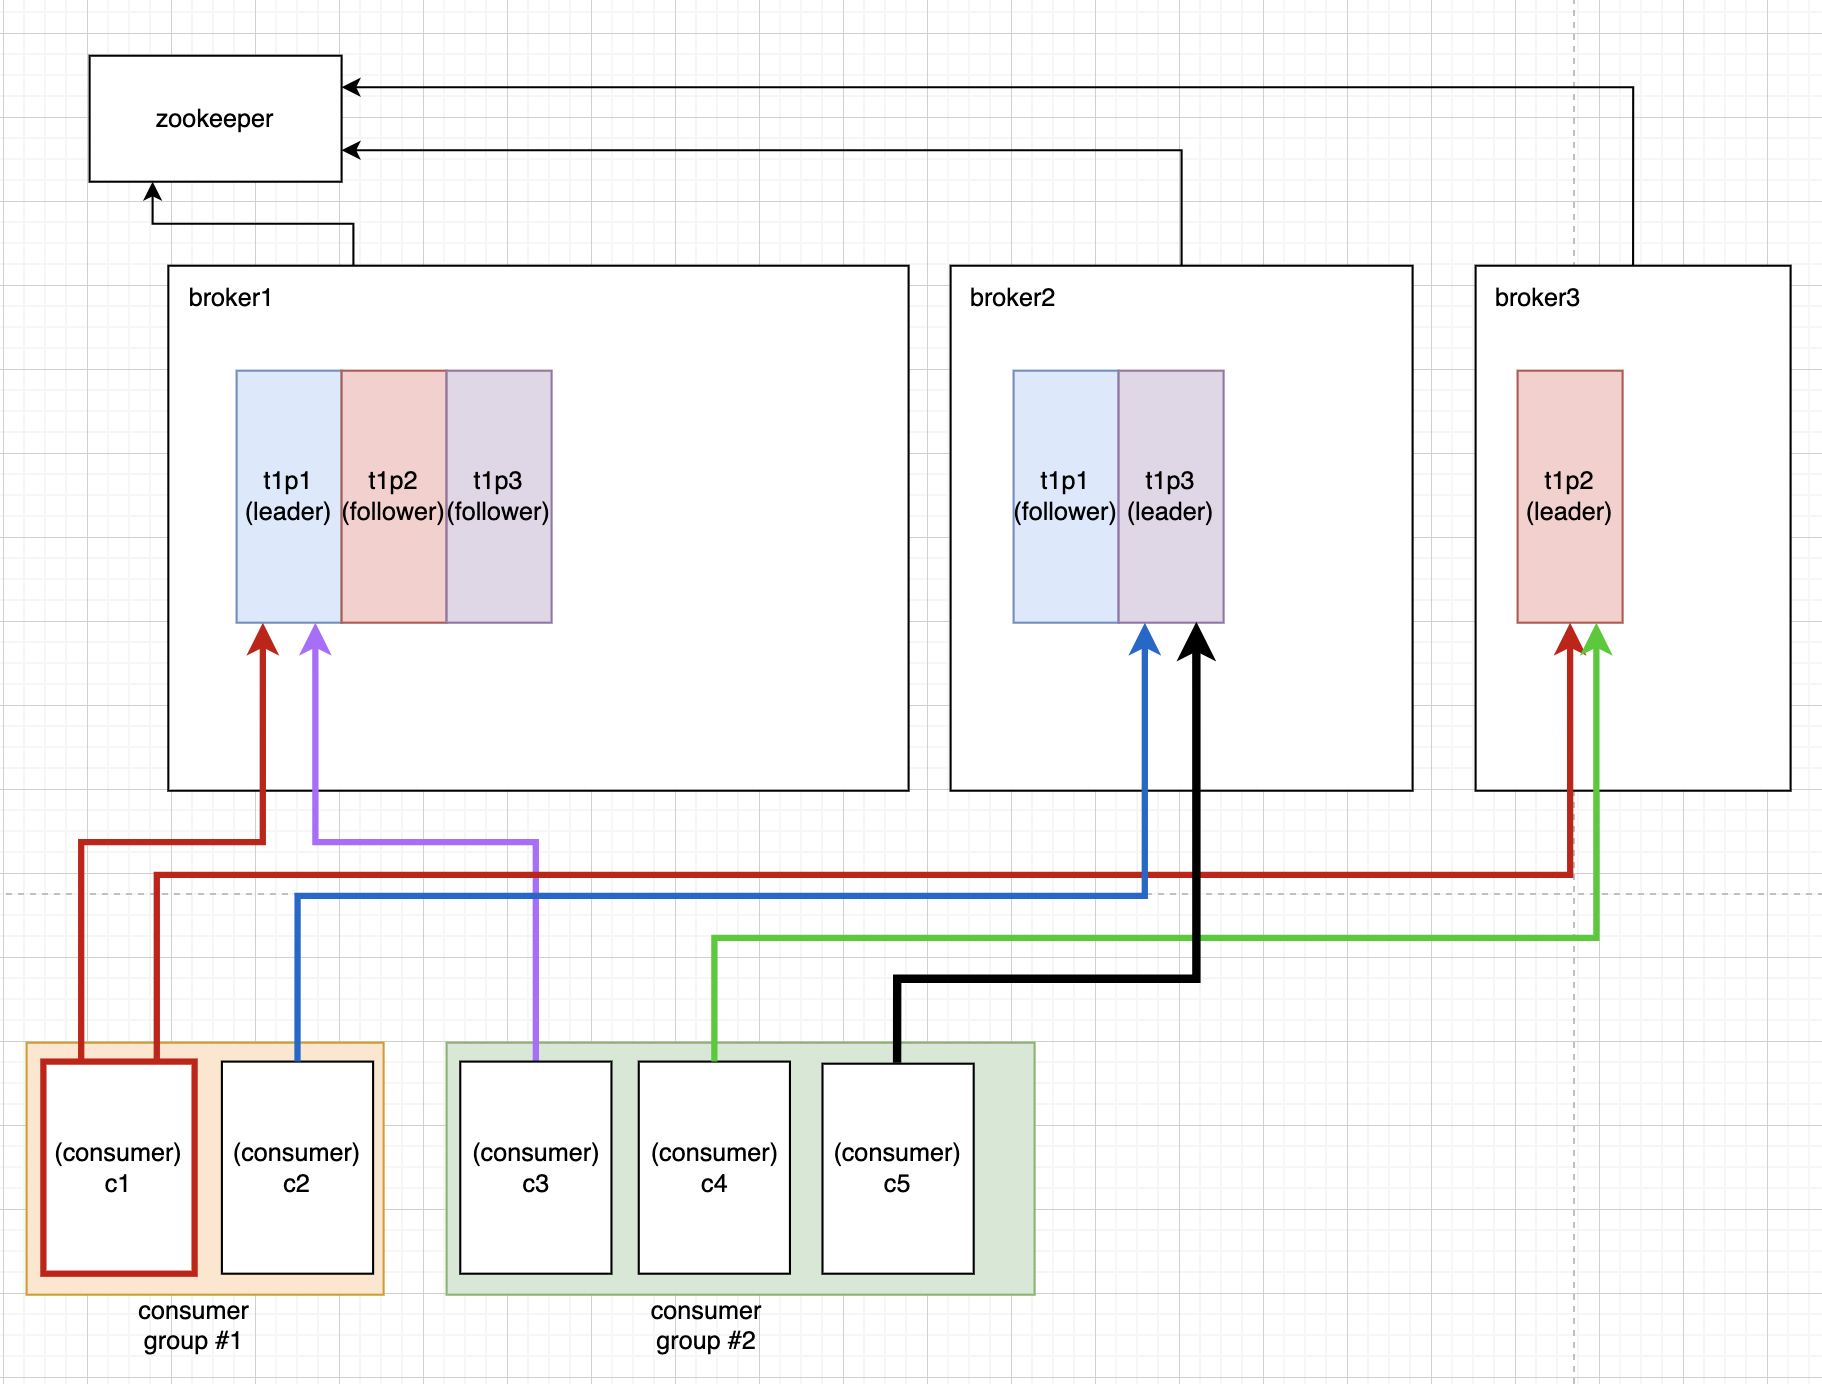 zookeeper
broker1
broker2
broker3
t1p1
(leader)
t1p2
(follower)
t1p3
(follower)
t1p1
(follower)
t1p3
(leader)
t1p2
(leader)
(consumer)
c1
(consumer)
c2
(consumer)
c3
(consumer)
c4
(consumer)
c5
consumer
group #1
consumer
group #2